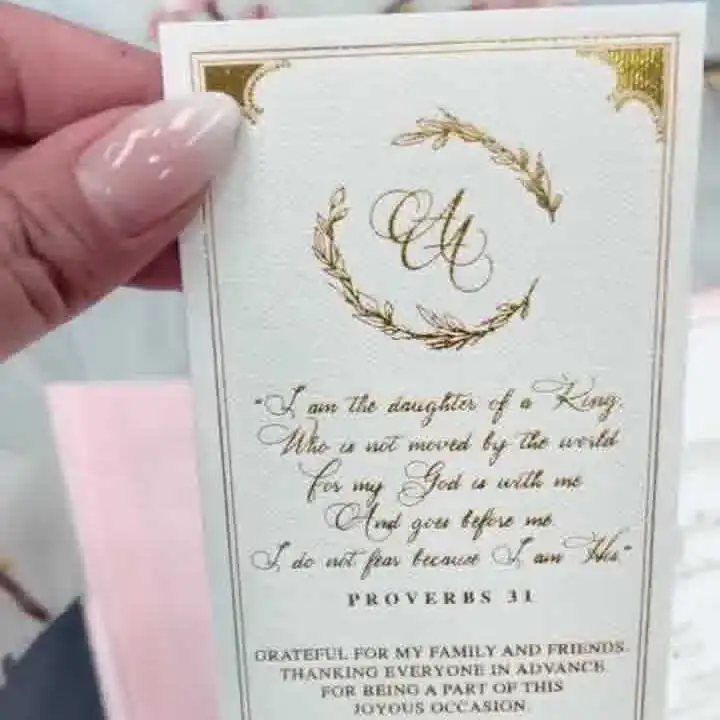 "I am the daughter of a King.
Who is not moved by the world
for my God is with me
And goes before me.
I do not fear because I am His"
PROVERBS 31
GRATEFUL FOR MY FAMILY AND FRIENDS.
THANKING EVERYONE IN ADVANCE
FOR BEING A PART OF THIS
JOYOUS OCCASION.